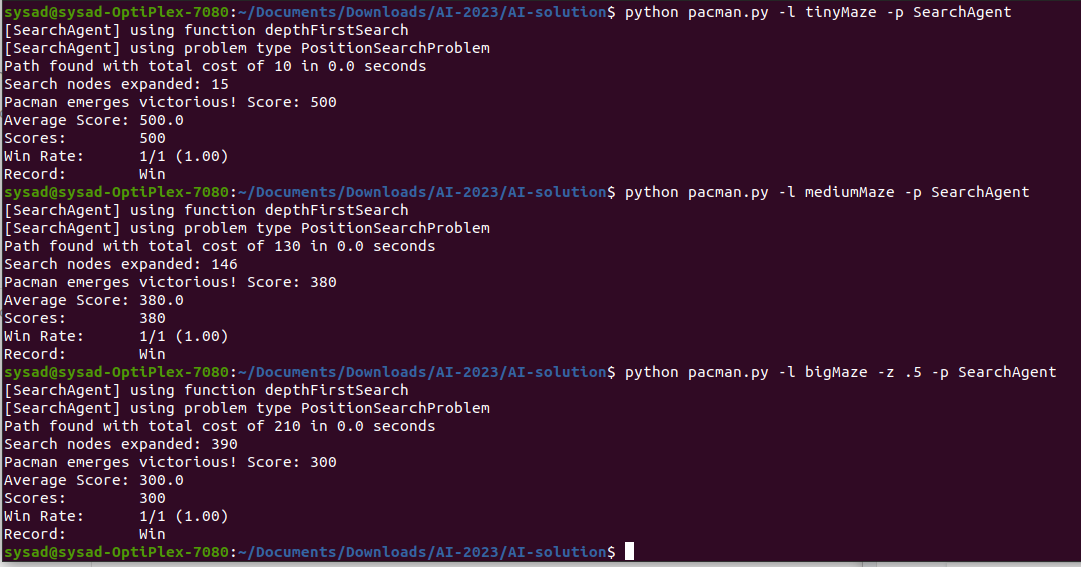 sysad@sysad-OptiPlex-7080:~/Documents/Downloads/AI-2023/AI-solution$ python pacman.py -l tinyMaze -p SearchAgent
[SearchAgent] using function depthFirstSearch
[SearchAgent] using problem type PositionSearchProblem
Path found with total cost of 10 in 0.0 seconds
Search nodes expanded: 15
Pacman emerges victorious! Score: 500
Average Score: 500.0
Scores:        500
Win Rate:      1/1 (1.00)
Record:        Win
sysad@sysad-OptiPlex-7080:~/Documents/Downloads/AI-2023/AI-solution$ python pacman.py -l mediumMaze -p SearchAgent
[SearchAgent] using function depthFirstSearch
[SearchAgent] using problem type PositionSearchProblem
Path found with total cost of 130 in 0.0 seconds
Search nodes expanded: 146
Pacman emerges victorious! Score: 380
Average Score: 380.0
Scores:        380
Win Rate:      1/1 (1.00)
Record:        Win
sysad@sysad-OptiPlex-7080:~/Documents/Downloads/AI-2023/AI-solution$ python pacman.py -l bigMaze -z .5 -p SearchAgent
[SearchAgent] using function depthFirstSearch
[SearchAgent] using problem type PositionSearchProblem
Path found with total cost of 210 in 0.0 seconds
Search nodes expanded: 390
Pacman emerges victorious! Score: 300
Average Score: 300.0
Scores:        300
Win Rate:      1/1 (1.00)
Record:        Win
sysad@sysad-OptiPlex-7080:~/Documents/Downloads/AI-2023/AI-solution$